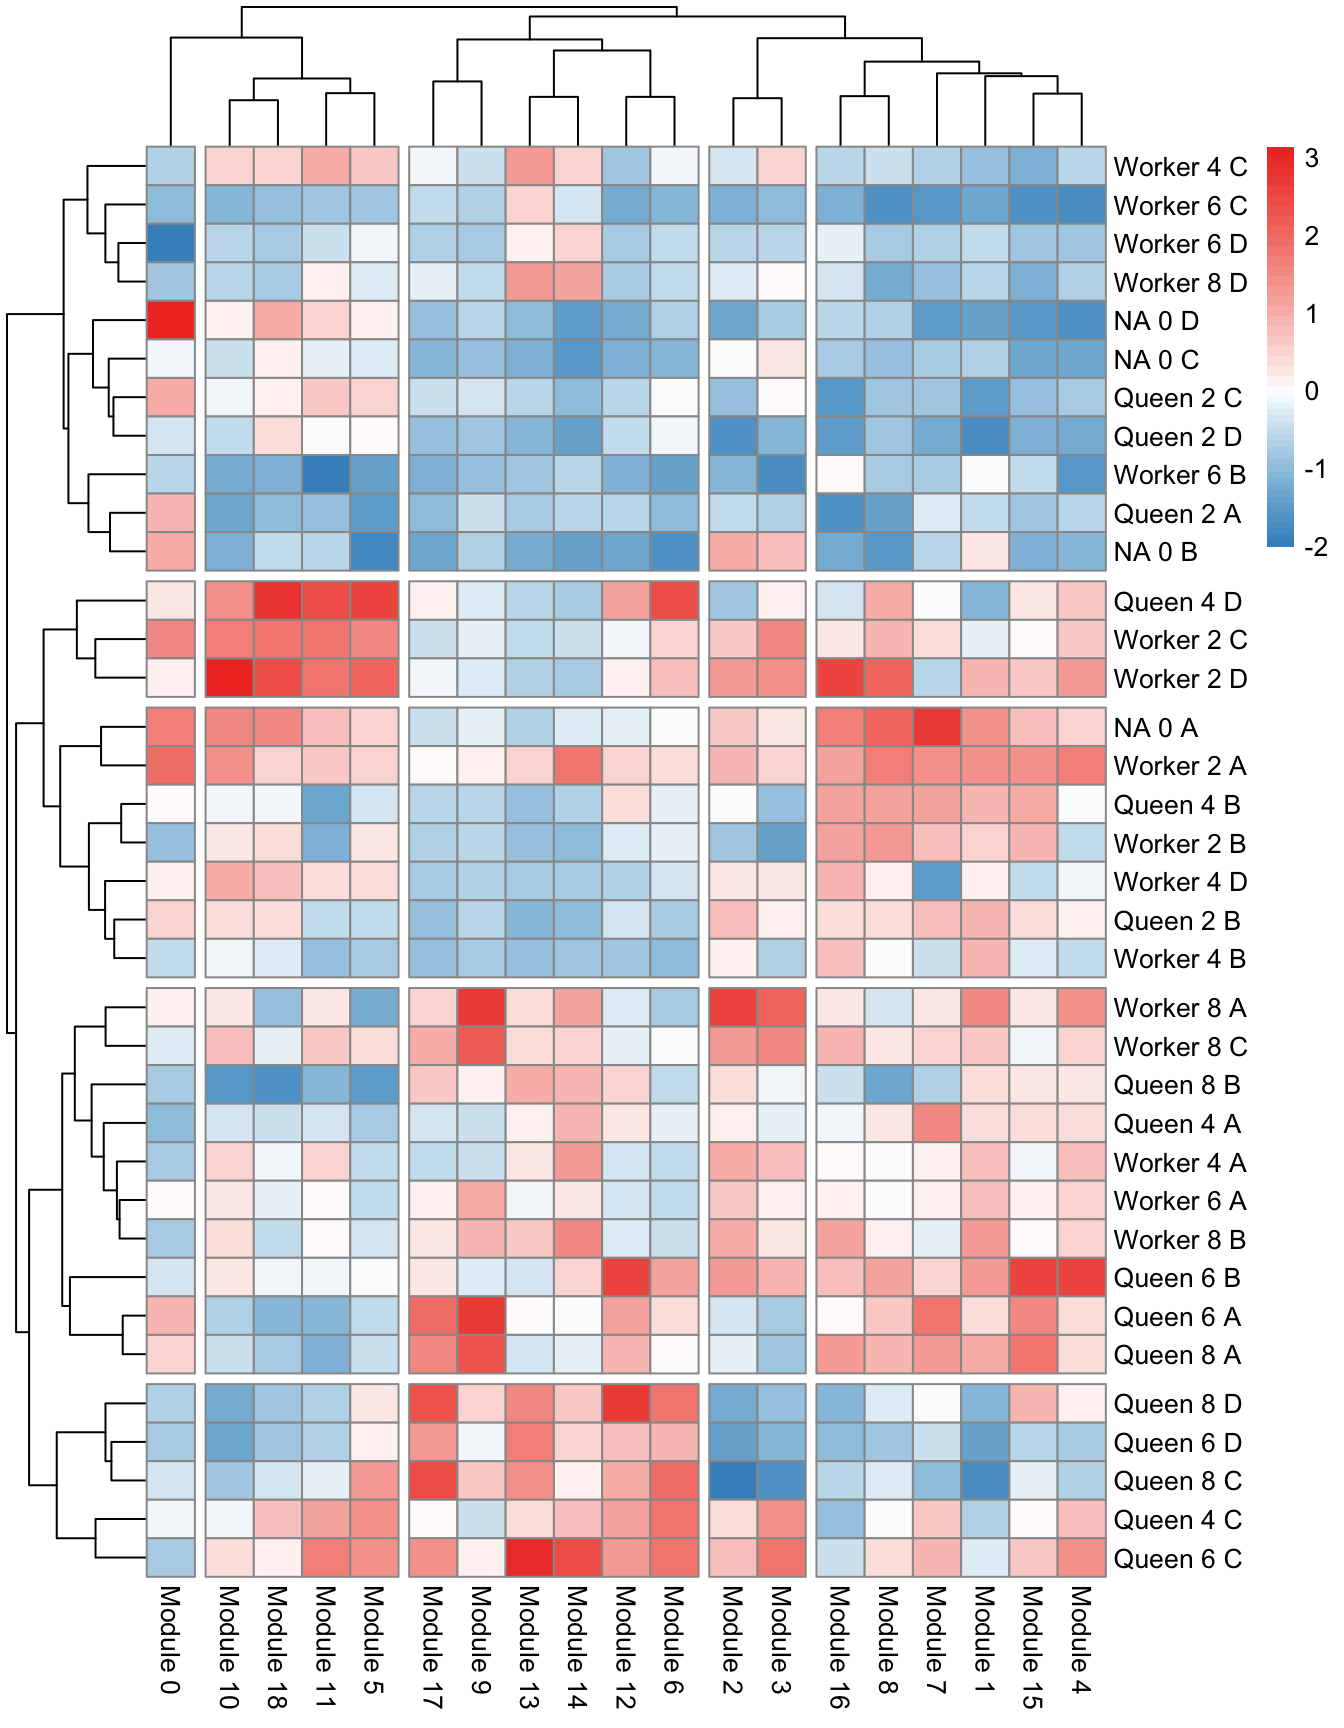 3
2
1
0
-1
-2
Worker 4 C
Worker 6 C
Worker 6 D
Worker 8 D
NA 0 D
NA 0 C
Queen 2 C
Queen 2 D
Worker 6 B
Queen 2 A
NA 0 B
Queen 4 D
Worker 2 C
Worker 2 D
NA 0 A
Worker 2 A
Queen 4 B
Worker 2 B
Worker 4 D
Queen 2 B
Worker 4 B
Worker 8 A
Worker 8 C
Queen 8 B
Queen 4 A
Worker 4 A
Worker 6 A
Worker 8 B
Queen 6 B
Queen 6 A
Queen 8 A
Queen 8 D
Queen 6 D
Queen 8 C
Queen 4 C
Queen 6 C
Module 0
Module 10
Module 18
Module 11
Module 5
Module 17
Module 9
Module 13
Module 14
Module 12
Module 6
Module 2
Module 3
Module 16
Module 8
Module 7
Module 1
Module 15
Module 4